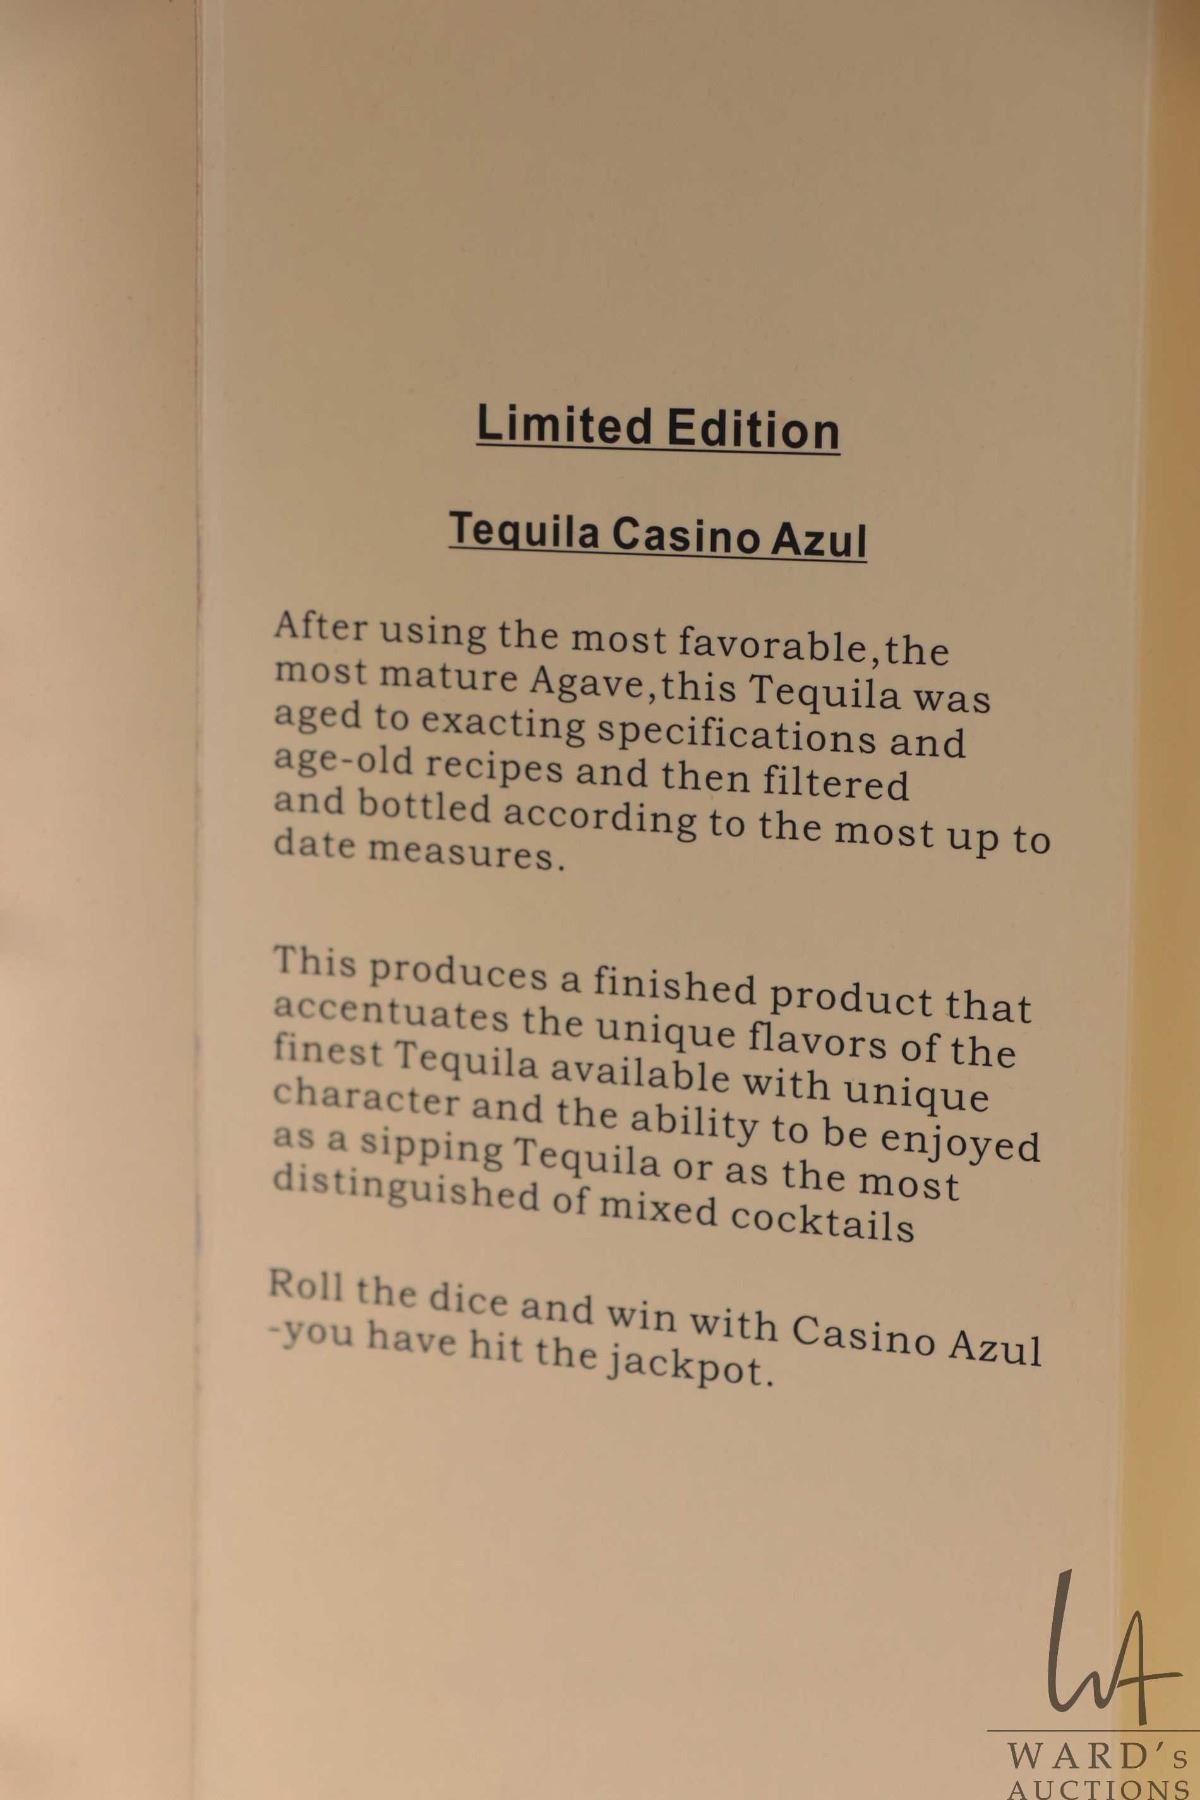 Limited Edition
Tequila Casino Azul
After using the most favorable,the
most mature Agave,this Tequila was
aged to exacting specifications and
age-old recipes and then filtered
and bottled according to the most up to
date measures.
This produces a finished product that
accentuates the unique flavors of the
finest Tequila available with unique
character and the ability to be enjoyed
as a sipping Tequila or as the most
distinguished of mixed cocktails
Roll the dice and win with Casino Azul
-you have hit the jackpot.
WA
WARD's
AUCTIONS